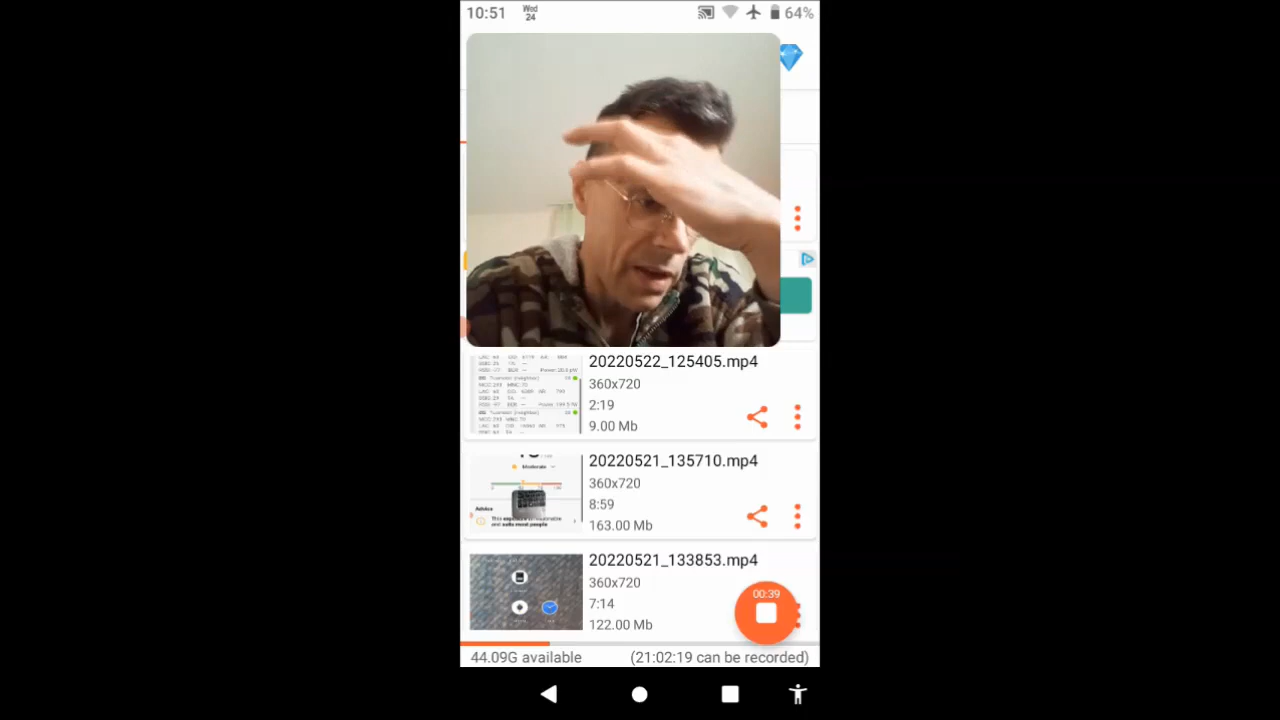 10:51 Wed 24 64%
20220522_125405.mp4
360x720
2:19
9.00 Mb
Moderate
Advice
20220521_135710.mp4
360x720
8:59
163.00 Mb
20220521_133853.mp4
360x720
7:14
122.00 Mb
00:39
44.09G available (21:02:19 can be recorded)